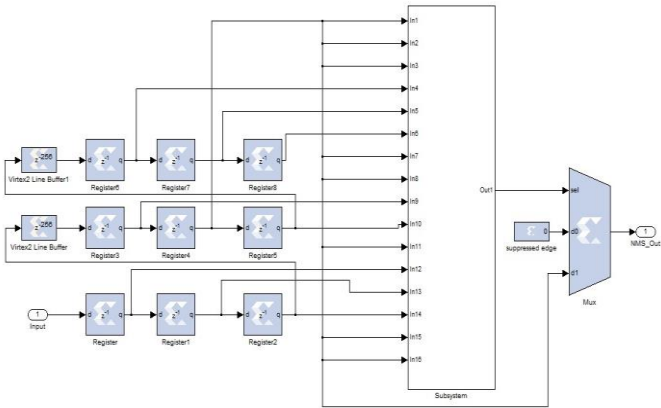 In1
In2
In3
In4
In5
In6
In7
In8
In9
In10
In11
In12
In13
In14
In15
In16
Out1
Subsystem
z-256
Virtex2 Line Buffer1
d z-1 q
Register6
d z-1 q
Register7
d z-1 q
Register8
z-256
Virtex2 Line Buffer
d z-1 q
Register3
d z-1 q
Register4
d z-1 q
Register5
1
Input
d z-1 q
Register
d z-1 q
Register1
d z-1 q
Register2
0
suppressed edge
sel
d0
d1
Mux
1
NMS_Out